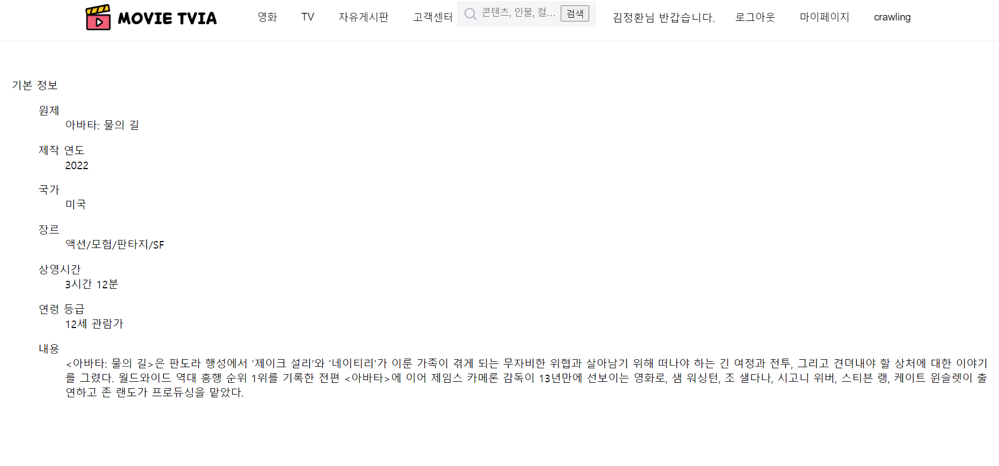 MOVIE TVIA 영화 TV 자유게시판 고객센터 콘텐츠, 인물, 컬... 검색 김정환님 반갑습니다. 로그아웃 마이페이지 crawling
기본 정보
원제
아바타: 물의 길
제작 연도
2022
국가
미국
장르
액션/모험/판타지/SF
상영시간
3시간 12분
연령 등급
12세 관람가
내용
<아바타: 물의 길>은 판도라 행성에서 '제이크 설리'와 '네이티리'가 이룬 가족이 겪게 되는 무자비한 위협과 살아남기 위해 떠나야 하는 긴 여정과 전투, 그리고 견뎌내야 할 상처에 대한 이야기
를 그렸다. 월드와이드 역대 흥행 순위 1위를 기록한 전편 <아바타>에 이어 제임스 카메론 감독이 13년만에 선보이는 영화로, 샘 워싱턴, 조 샐다나, 시고니 위버, 스티븐 랭, 케이트 윈슬렛이 출
연하고 존 랜도가 프로듀싱을 맡았다.